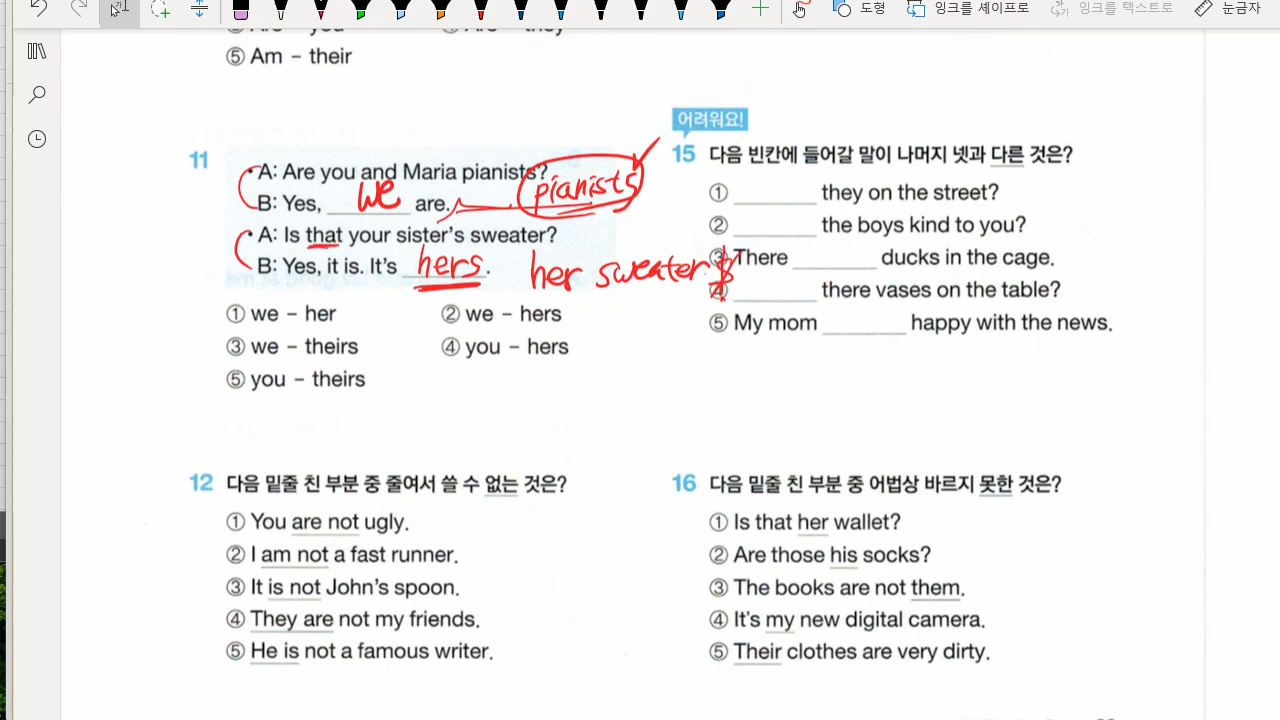 도형
잉크를 셰이프로
잉크를 텍스트로
눈금자
⑤ Am – their
11
• A: Are you and Maria pianists?
B: Yes, we are.
pianists
• A: Is that your sister's sweater?
B: Yes, it is. It's hers.
her sweater
① we – her
② we – hers
③ we – theirs
④ you – hers
⑤ you – theirs
12 다음 밑줄 친 부분 중 줄여서 쓸 수 없는 것은?
① You are not ugly.
② I am not a fast runner.
③ It is not John's spoon.
④ They are not my friends.
⑤ He is not a famous writer.
어려워요!
15 다음 빈칸에 들어갈 말이 나머지 넷과 다른 것은?
① ________ they on the street?
② ________ the boys kind to you?
③ There ________ ducks in the cage.
④ ________ there vases on the table?
⑤ My mom ________ happy with the news.
16 다음 밑줄 친 부분 중 어법상 바르지 못한 것은?
① Is that her wallet?
② Are those his socks?
③ The books are not them.
④ It's my new digital camera.
⑤ Their clothes are very dirty.